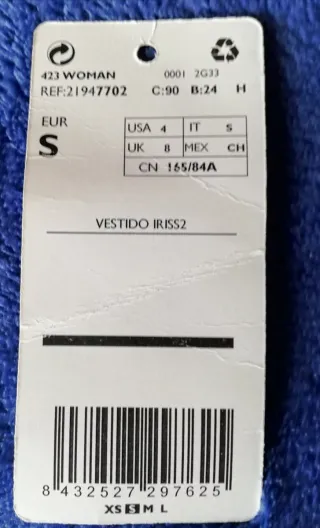 423 WOMAN 0001 2G33
REF:21947702 C:90 B:24 H
EUR
S
USA 4 IT S
UK 8 MEX CH
CN 165/84A
VESTIDO IRISS2
8 432527 297625
XS S M L